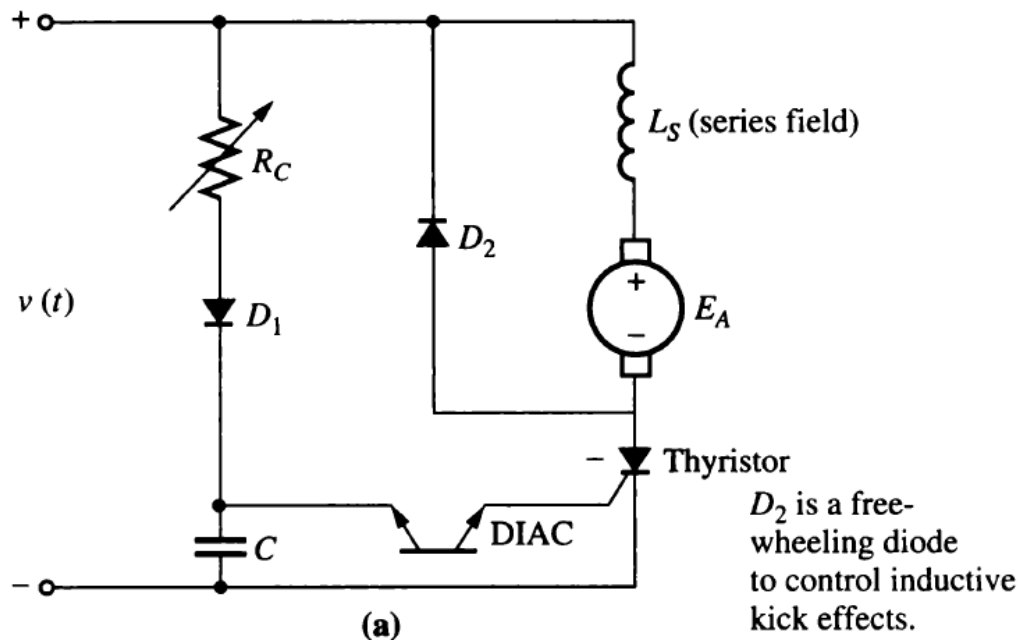 +
L_S (series field)
R_C
D_2
v (t)
D_1
+
E_A
−
− Thyristor
DIAC
D_2 is a free-
wheeling diode
to control inductive
kick effects.
C
−
(a)